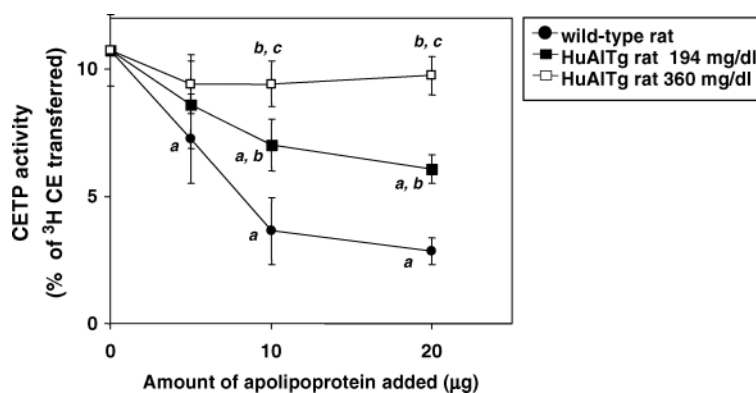 b, c
b, c
wild-type rat
HuAITg rat 194 mg/dl
HuAITg rat 360 mg/dl
10
a
a, b
a, b
5
a
a
0
0
10
20
CETP activity
(% of ³H CE transferred)
Amount of apolipoprotein added (µg)